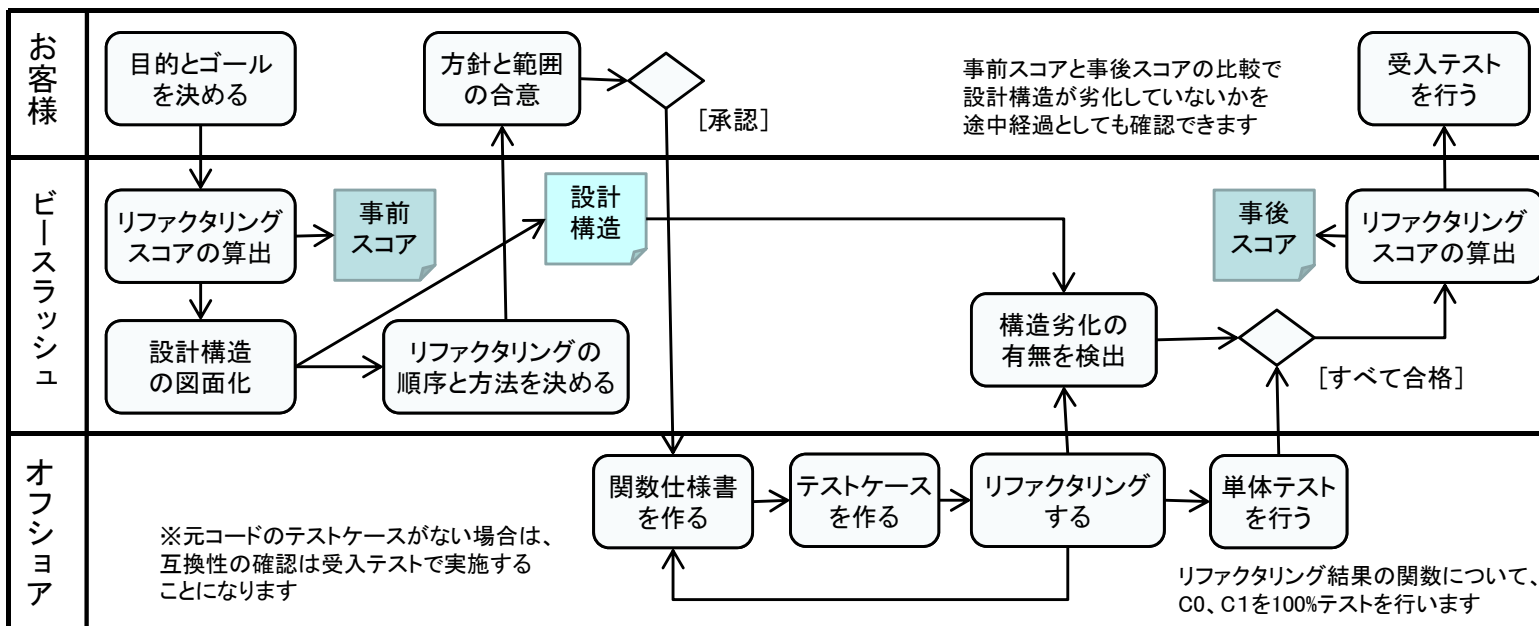 お客様
目的とゴール
を決める
方針と範囲
の合意
[承認]
事前スコアと事後スコアの比較で
設計構造が劣化していないかを
途中経過としても確認できます
受入テスト
を行う
ビースラッシュ
リファクタリング
スコアの算出
事前
スコア
設計
構造
事後
スコア
リファクタリング
スコアの算出
設計構造
の図面化
リファクタリングの
順序と方法を決める
構造劣化の
有無を検出
[すべて合格]
オフショア
関数仕様書
を作る
テストケース
を作る
リファクタリング
する
単体テスト
を行う
※元コードのテストケースがない場合は、
互換性の確認は受入テストで実施する
ことになります
リファクタリング結果の関数について、
C0、C1を100%テストを行います